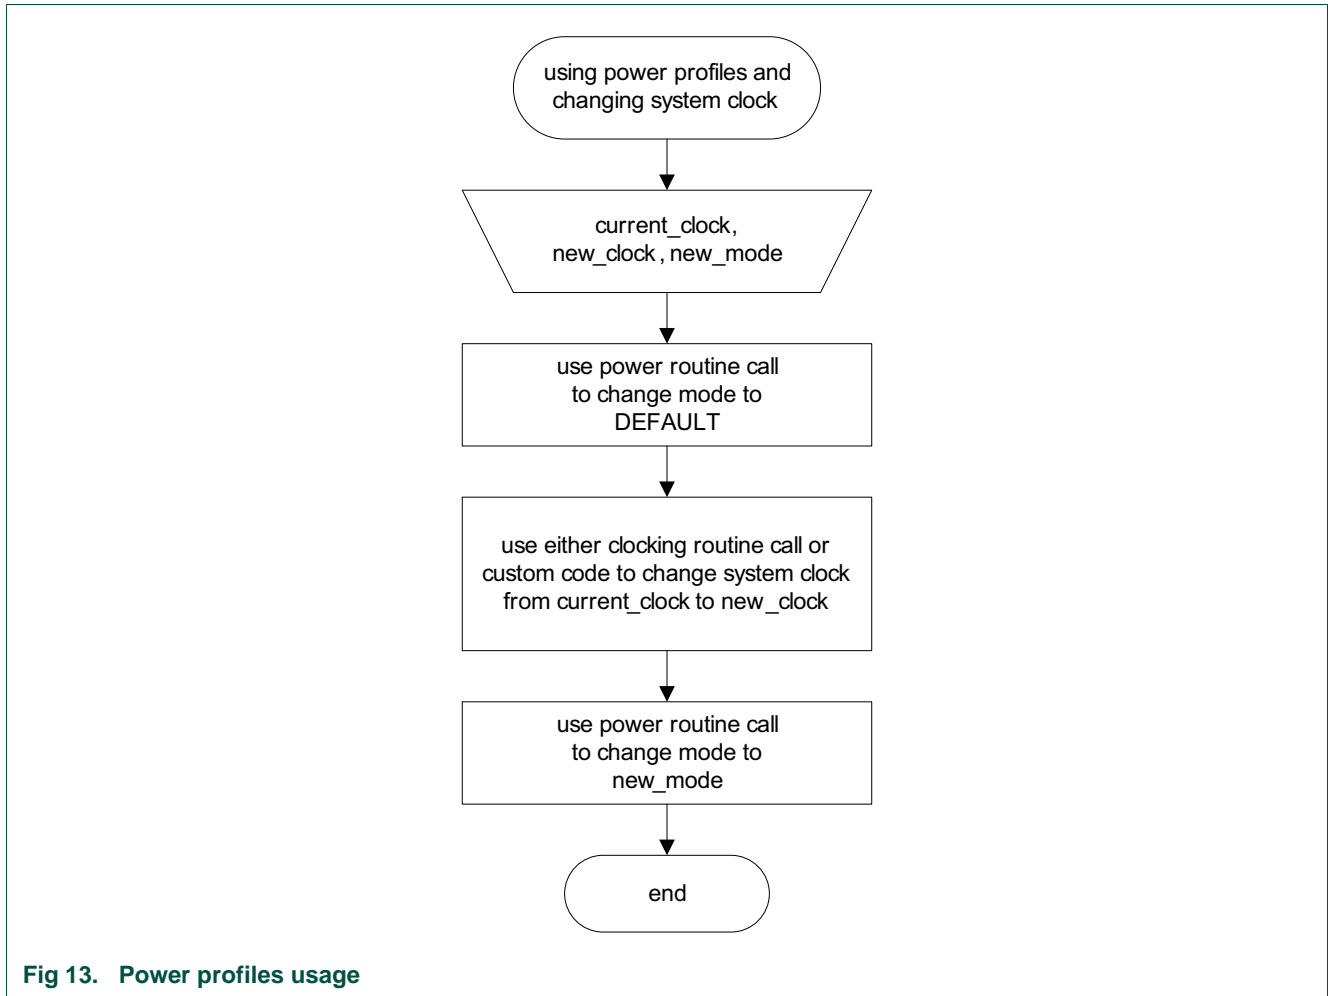 using power profiles and
changing system clock
current_clock,
new_clock, new_mode
use power routine call
to change mode to
DEFAULT
use either clocking routine call or
custom code to change system clock
from current_clock to new_clock
use power routine call
to change mode to
new_mode
end
Fig 13. Power profiles usage